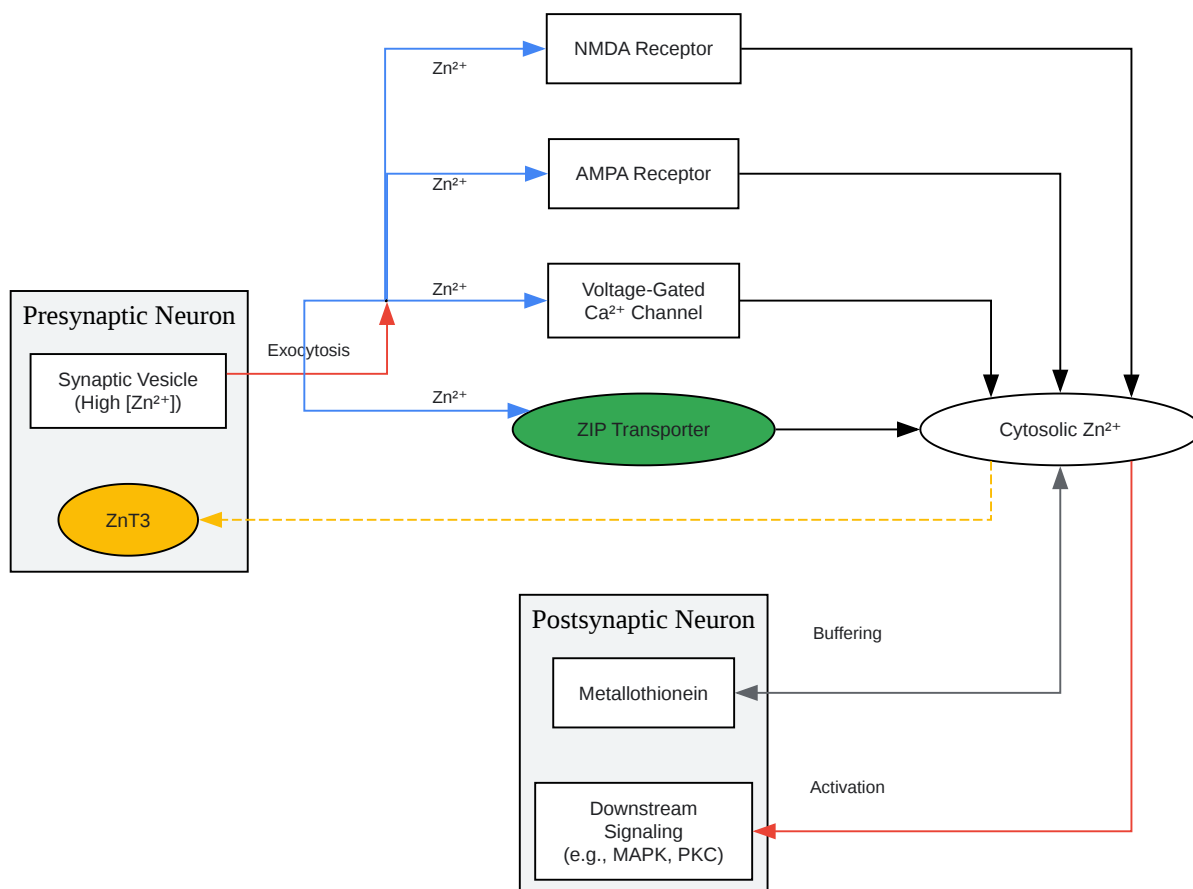 NMDA Receptor
Zn²⁺
AMPA Receptor
Zn²⁺
Voltage-Gated
Ca²⁺ Channel
Zn²⁺
Presynaptic Neuron
Exocytosis
Synaptic Vesicle
(High [Zn²⁺])
Zn²⁺
ZIP Transporter
Cytosolic Zn²⁺
ZnT3
Postsynaptic Neuron
Buffering
Metallothionein
Activation
Downstream
Signaling
(e.g., MAPK, PKC)